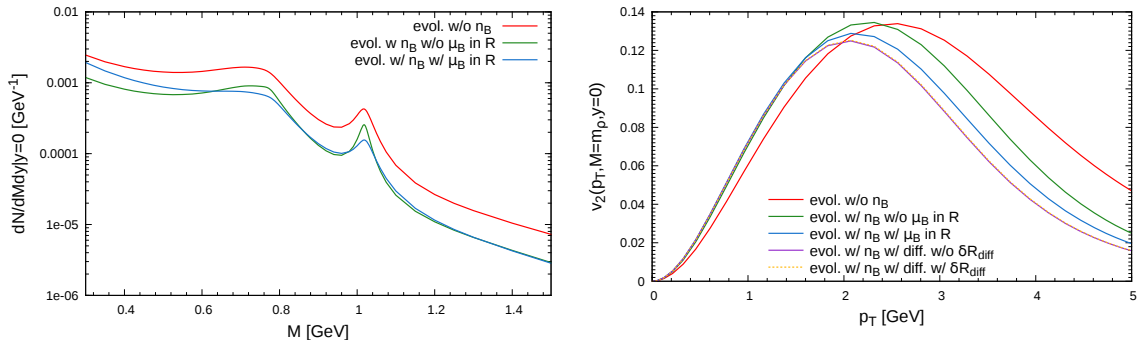 evol. w/o n_B
evol. w n_B w/o μ_B in R
evol. w/ n_B w/ μ_B in R
dN/dMdy|y=0 [GeV^-1]
0.01
0.001
0.0001
1e-05
1e-06
0.4 0.6 0.8 1 1.2 1.4
M [GeV]
v_2(p_T,M=m_ρ,y=0)
0.14
0.12
0.1
0.08
0.06
0.04
0.02
0
evol. w/o n_B
evol. w/ n_B w/o μ_B in R
evol. w/ n_B w/ μ_B in R
evol. w/ n_B w/ diff. w/o δR_diff
evol. w/ n_B w/ diff. w/ δR_diff
0 1 2 3 4 5
p_T [GeV]